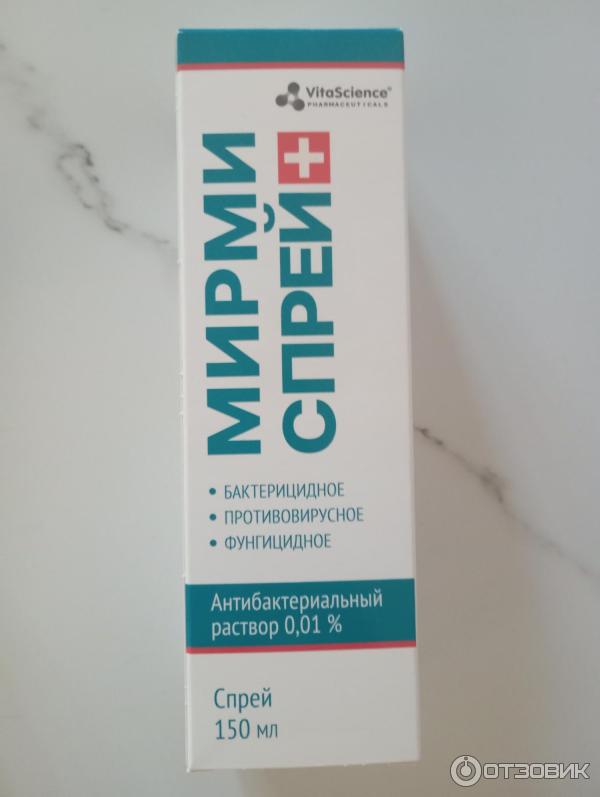 VitaScience®
PHARMACEUTICALS
МИРМИ
СПРЕЙ
• БАКТЕРИЦИДНОЕ
• ПРОТИВОВИРУСНОЕ
• ФУНГИЦИДНОЕ
Антибактериальный
раствор 0,01 %
Спрей
150 мл
ОТЗОВИК